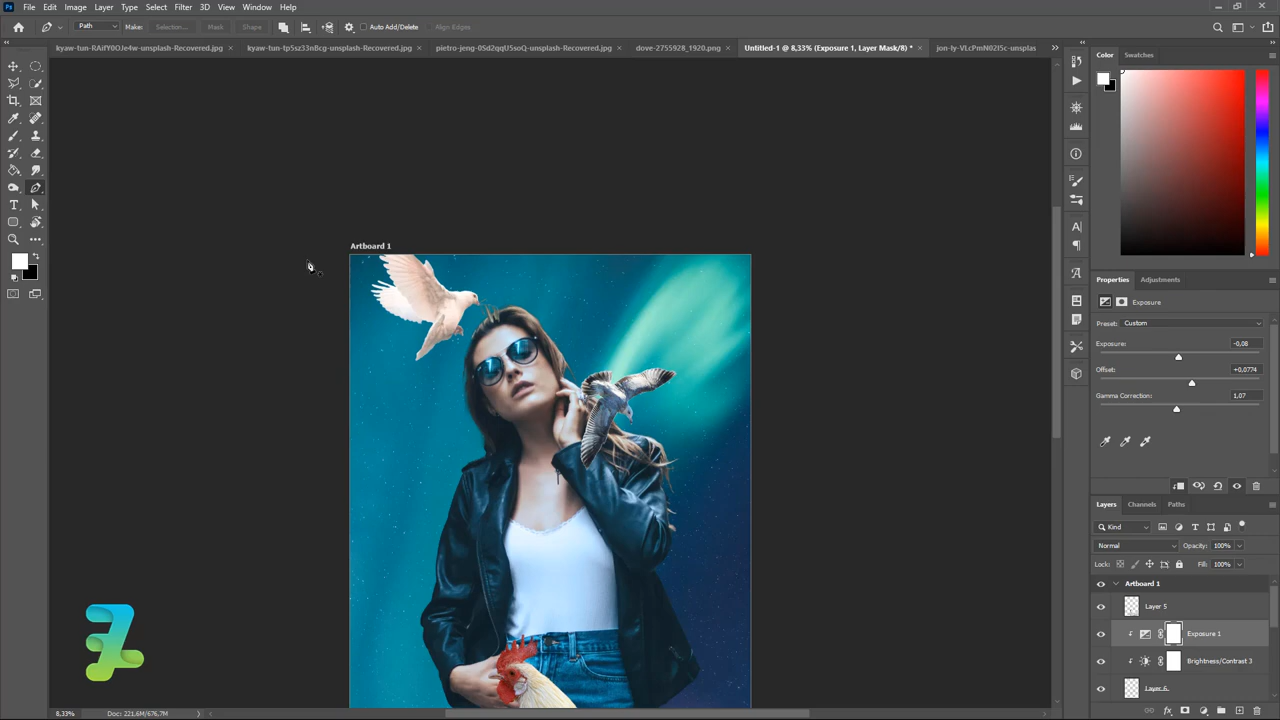 Ps File Edit Image Layer Type Select Filter 3D View Window Help
Path Make: Selection... Mask Shape Auto Add/Delete Align Edges
kyaw-tun-RAifY0OJe4w-unsplash-Recovered.jpg × kyaw-tun-tp5sz33nBcg-unsplash-Recovered.jpg × pietro-jeng-0Sd2qqU5soQ-unsplash-Recovered.jpg × dove-2755928_1920.png × Untitled-1 @ 8,33% (Exposure 1, Layer Mask/8) * × jon-ly-VLcPmN02I5c-unsplas
Color Swatches
Artboard 1
Properties Adjustments
Exposure
Preset: Custom
Exposure: -0,08
Offset: +0,0774
Gamma Correction: 1,07
Layers Channels Paths
Kind
Normal Opacity: 100%
Lock: Fill: 100%
Artboard 1
Layer 5
Exposure 1
Brightness/Contrast 3
Layer 6
8,33% Doc: 221,6M/676,7M